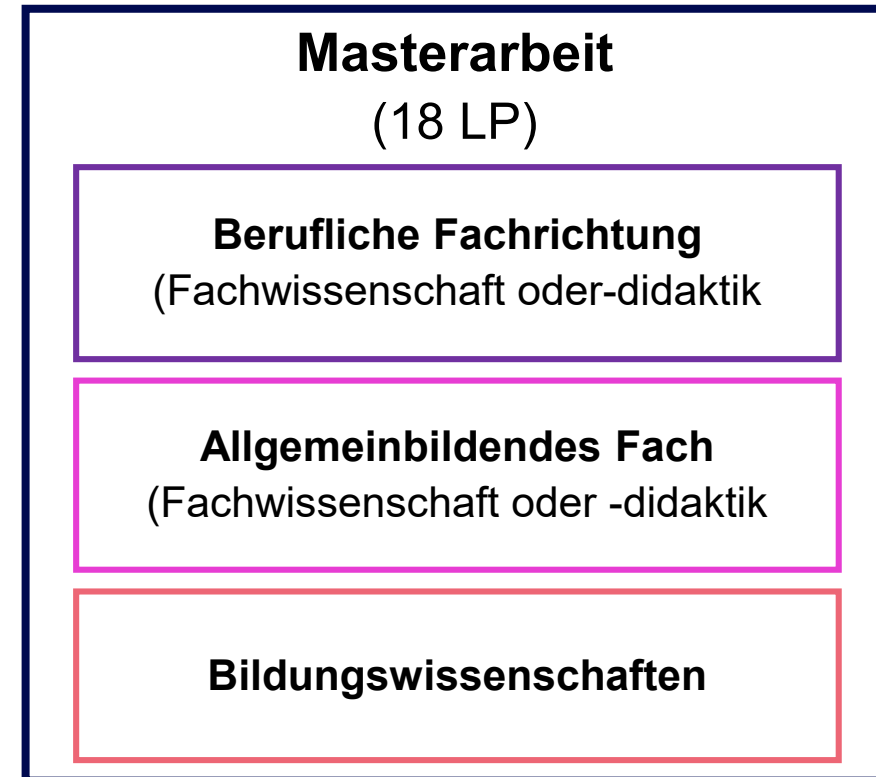 Masterarbeit
(18 LP)
Berufliche Fachrichtung
(Fachwissenschaft oder-didaktik
Allgemeinbildendes Fach
(Fachwissenschaft oder -didaktik
Bildungswissenschaften